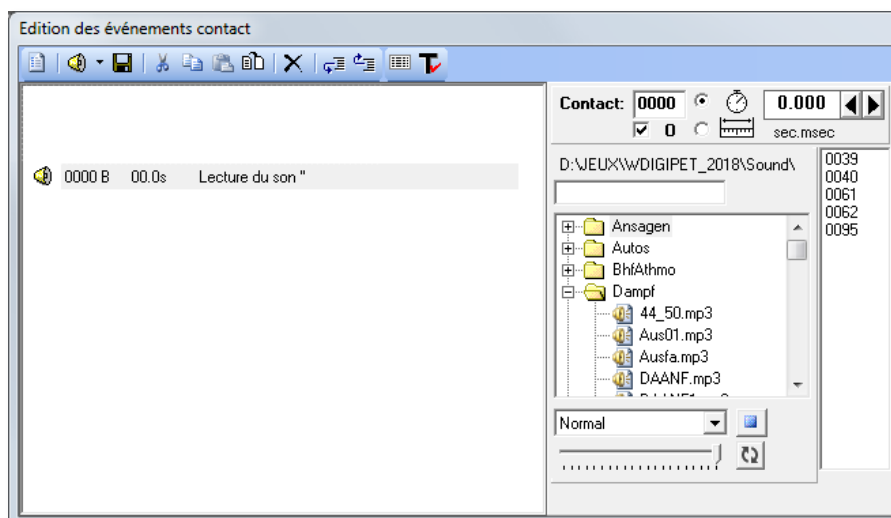 Edition des événements contact
Contact: 0000 0.000
0 sec.msec
0000 B 00.0s Lecture du son "
D:\JEUX\WDIGIPET_2018\Sound\
Ansagen
Autos
BhfAthmo
Dampf
44_50.mp3
Aus01.mp3
Ausfa.mp3
DAANF.mp3
Normal
0039
0040
0061
0062
0095